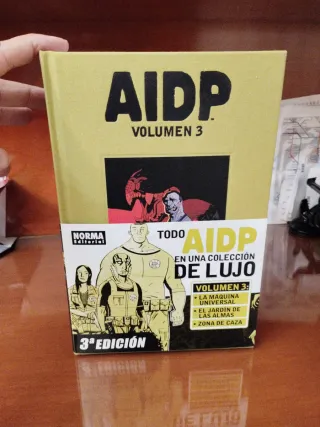 AIDP
VOLUMEN 3
NORMA
Editorial
TODO
AIDP
EN UNA COLECCIÓN
DE LUJO
VOLUMEN 3:
• LA MÁQUINA
UNIVERSAL
• EL JARDÍN DE
LAS ALMAS
• ZONA DE CAZA
3ª EDICIÓN